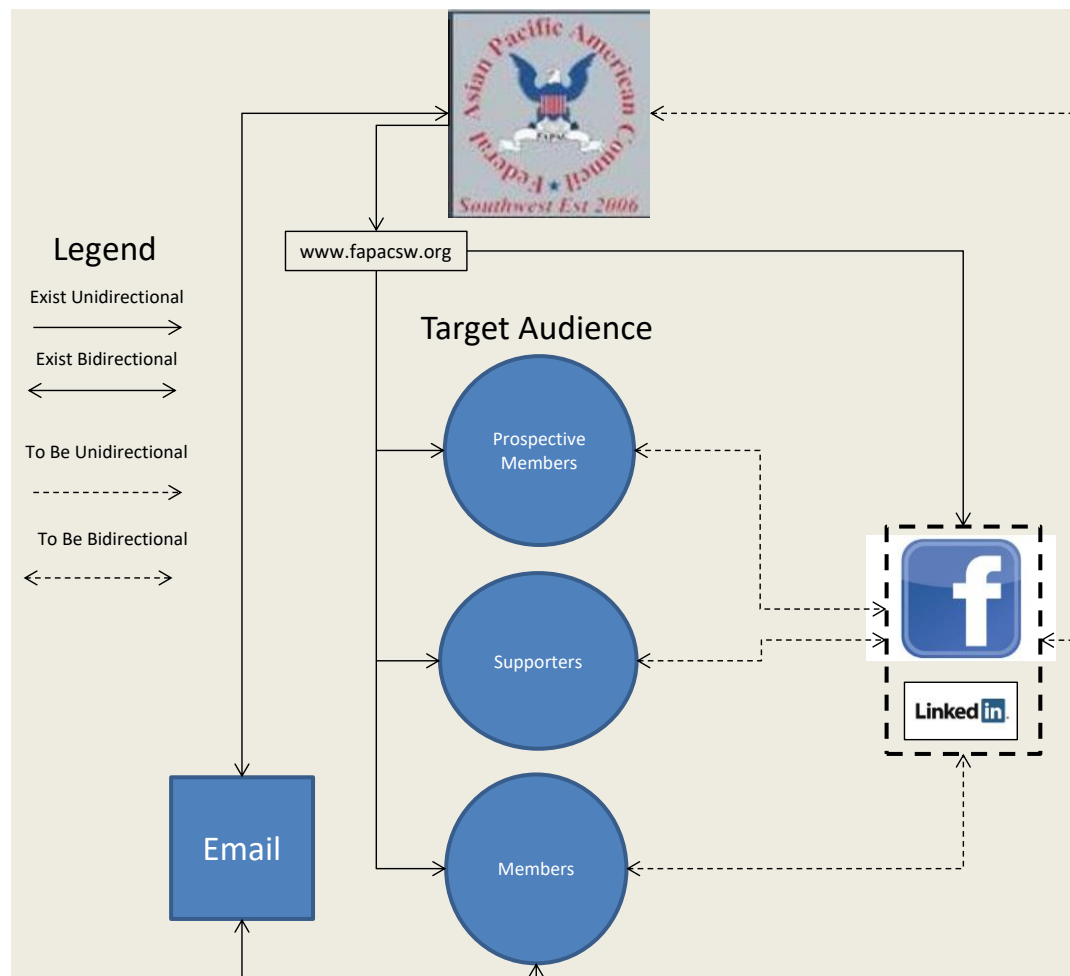 Federal Asian Pacific American Council
FAPAC
Southwest Est 2006
www.fapacsw.org
Legend
Exist Unidirectional
Exist Bidirectional
To Be Unidirectional
To Be Bidirectional
Target Audience
Prospective
Members
Supporters
Members
Email
f
Linked in.